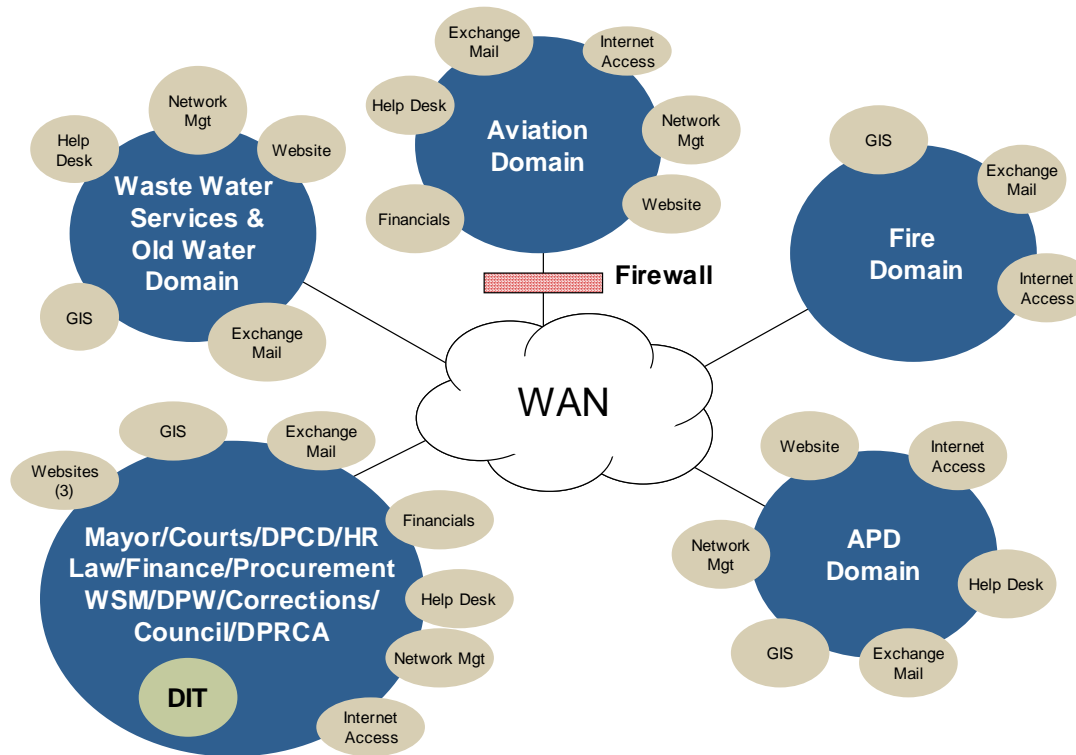 Exchange
Mail
Internet
Access
Help Desk
Aviation
Domain
Network
Mgt
Financials
Website
Firewall
Network
Mgt
Help
Desk
Website
Waste Water
Services &
Old Water
Domain
GIS
Exchange
Mail
GIS
Exchange
Mail
Fire
Domain
Internet
Access
WAN
GIS
Exchange
Mail
Websites
(3)
Financials
Mayor/Courts/DPCD/HR
Law/Finance/Procurement
WSM/DPW/Corrections/
Council/DPRCA
Help Desk
Network Mgt
DIT
Internet
Access
Website
Internet
Access
Network
Mgt
APD
Domain
Help Desk
GIS
Exchange
Mail